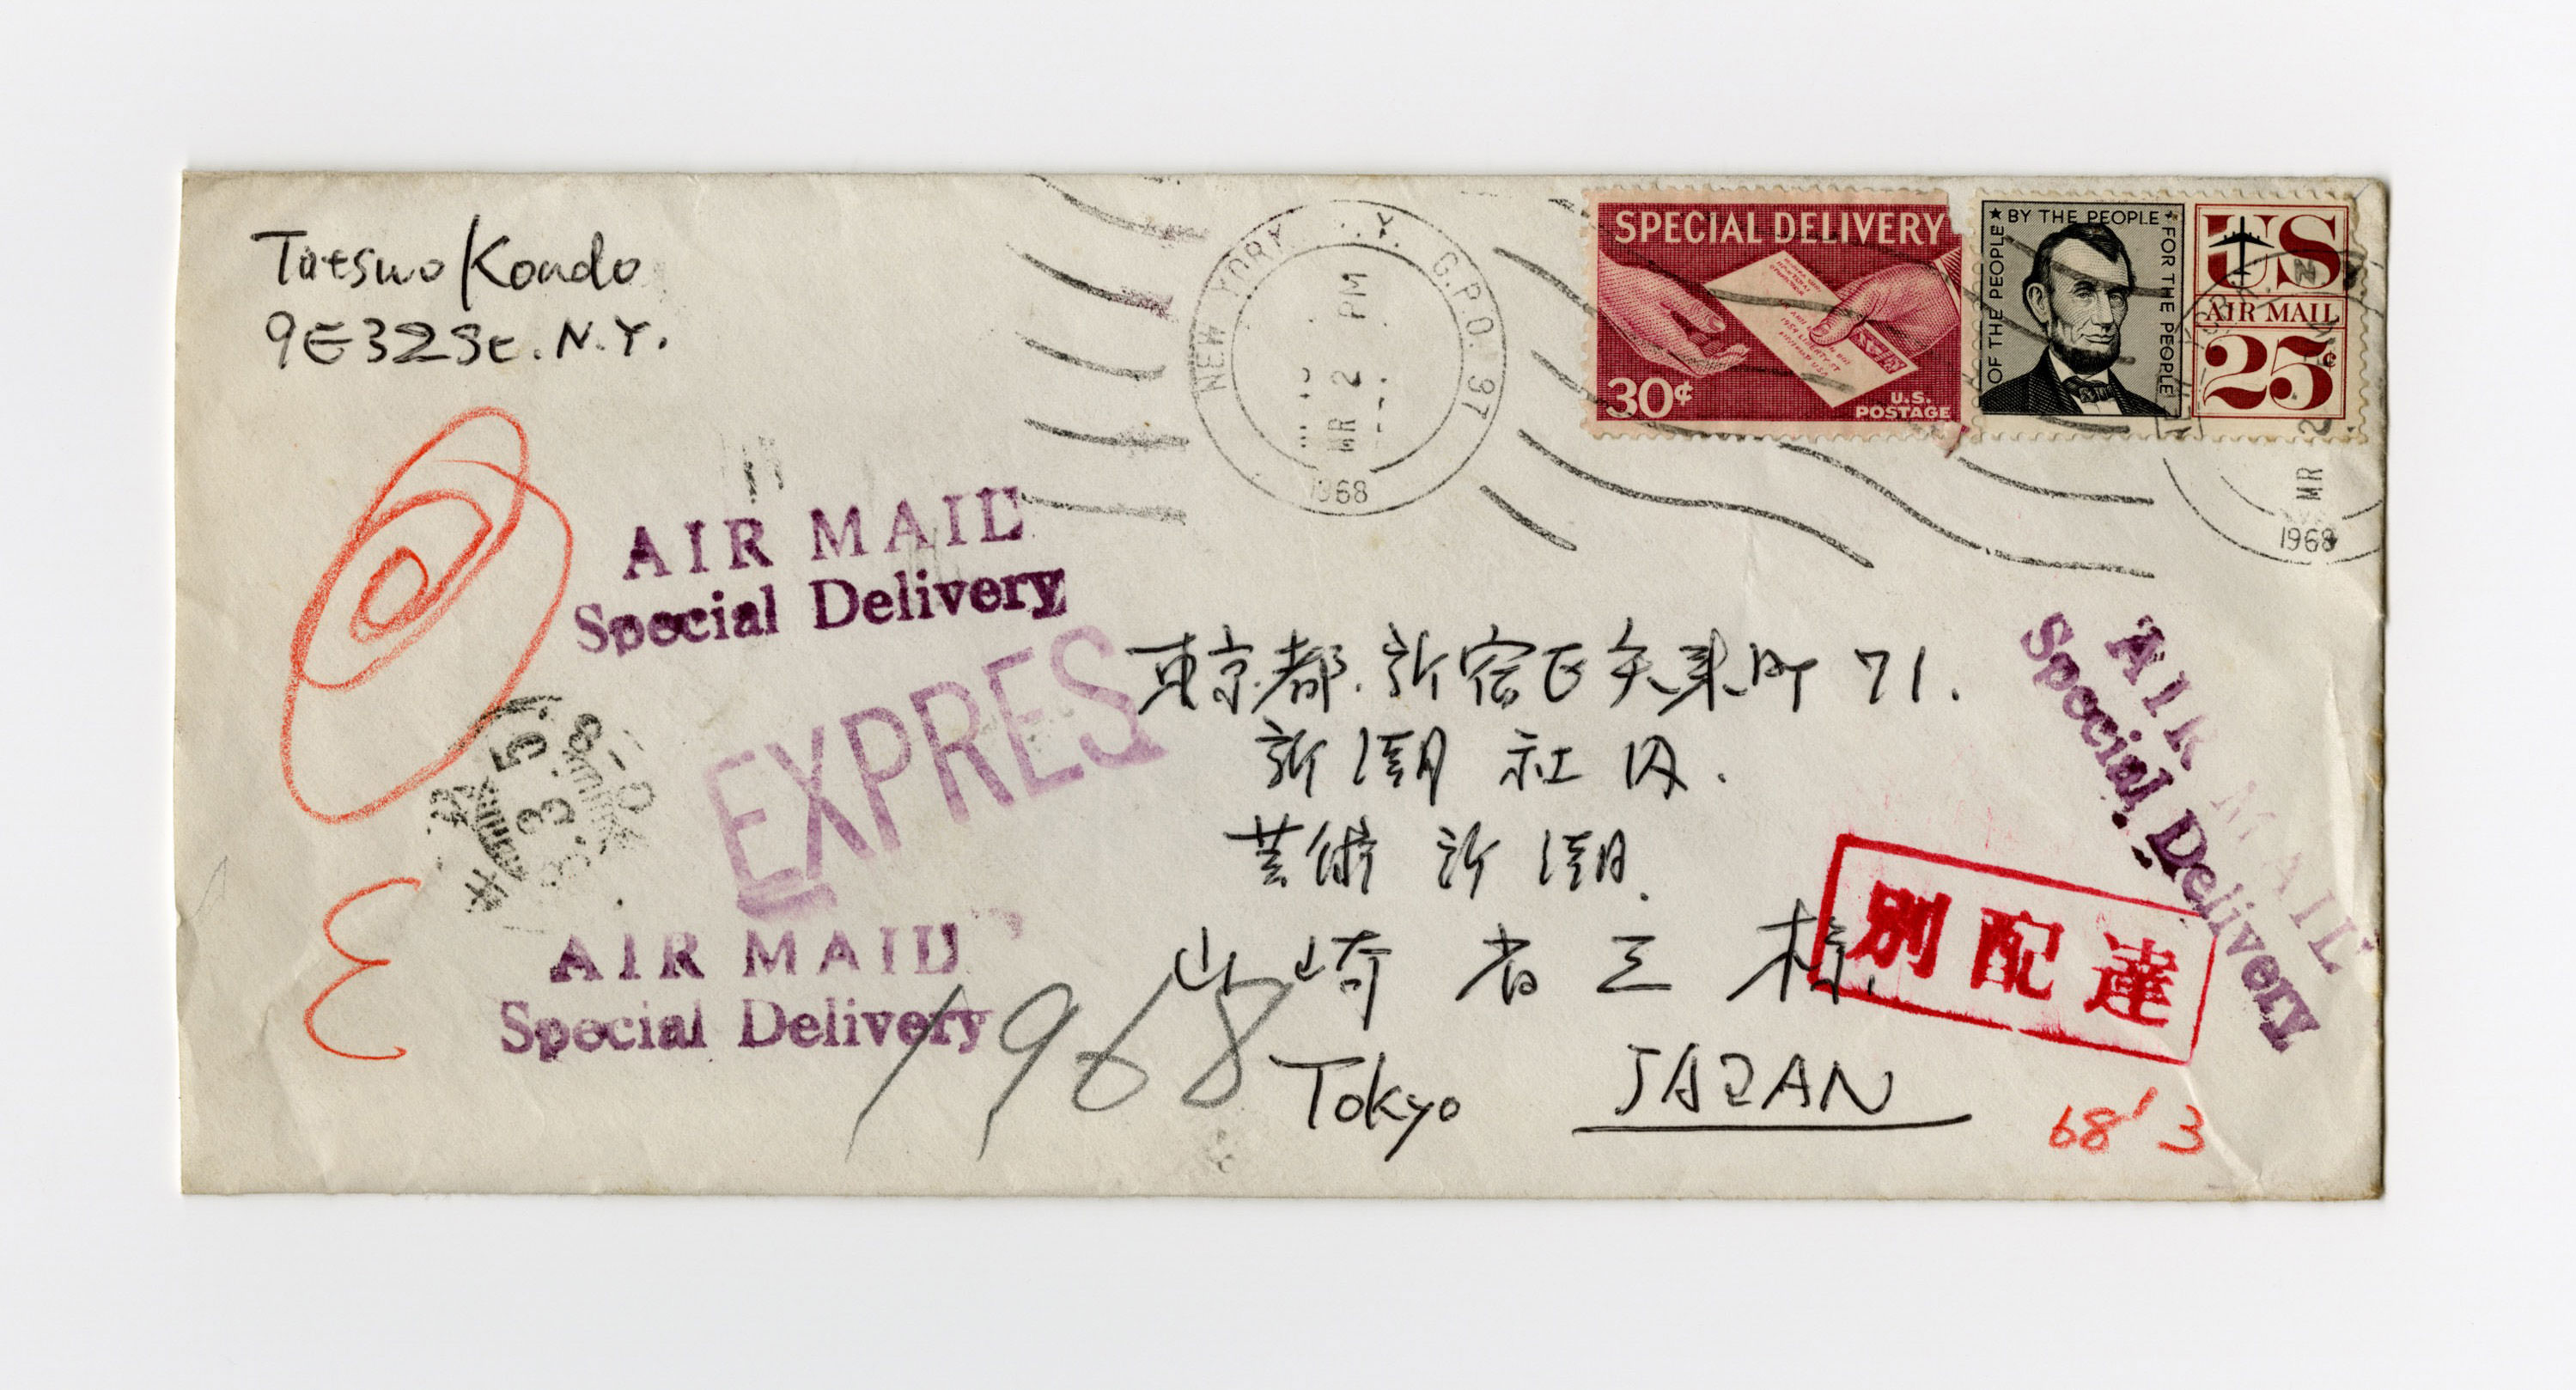 Tatsuo Kondo
9E32St. N.Y.
NEW YORK, N.Y. G.P.O. 97
PM
MR 2
1968
SPECIAL DELIVERY
30¢
U.S. POSTAGE
OF THE PEOPLE ★ BY THE PEOPLE ★ FOR THE PEOPLE
US
AIR MAIL
25¢
MR
1968
AIR MAIL
Special Delivery
EXPRES
東京都.新宿区矢来町 71.
新潮社内.
芸術新潮.
山崎省三様.
Tokyo JAPAN
AIR MAIL
Special Delivery
別配達
AIR MAIL
Special Delivery
1968
68' 3